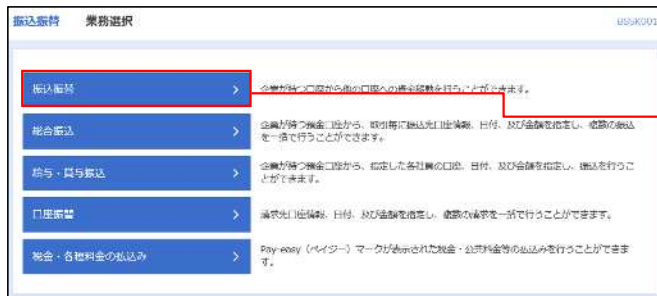 振込振替 業務選択 BSSK001
振込振替 企業が持つ口座から他の口座への資金移動を行うことができます。
総合振込 企業が持つ預金口座から、取引毎に振込先口座情報、日付、及び金額を指定し、複数の振込
を一括で行うことができます。
給与・賞与振込 企業が持つ預金口座から、指定した各社員の口座、日付、及び金額を指定し、振込を行うこ
とができます。
口座振替 請求先口座情報、日付、及び金額を指定し、複数の請求を一括で行うことができます。
税金・各種料金の払込み Pay-easy（ペイジー）マークが表示された税金・公共料金等の払込みを行うことができま
す。